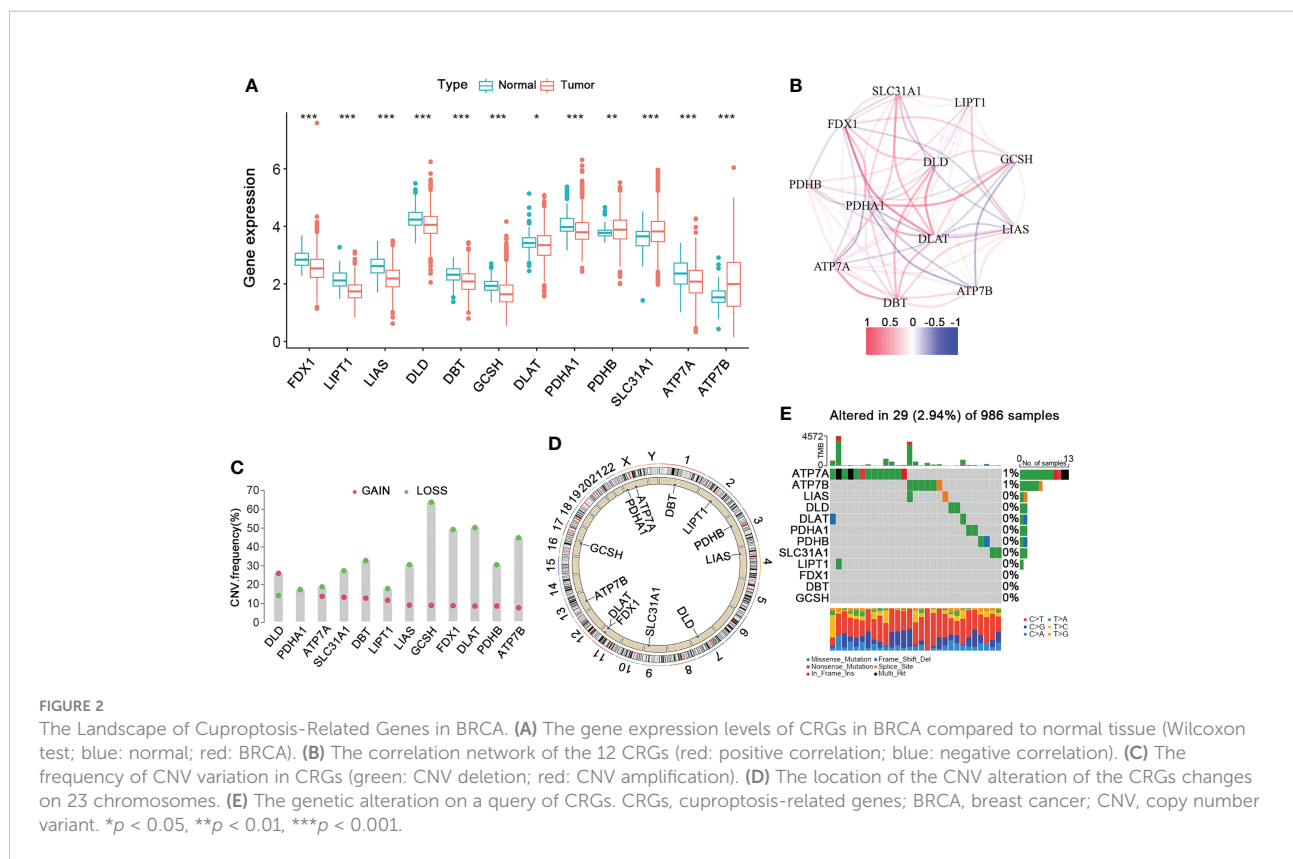 A
Type Normal Tumor
*** *** *** *** *** *** * *** ** *** *** ***
Gene expression
6
4
2
0
FDX1 LIPT1 LIAS DLD DBT GCSH DLAT PDHA1 PDHB SLC31A1 ATP7A ATP7B
B
SLC31A1
LIPT1
FDX1
DLD
GCSH
PDHB
PDHA1
DLAT
LIAS
ATP7A
ATP7B
DBT
1 0.5 0 -0.5 -1
C
GAIN LOSS
CNV.frequency(%)
70
60
50
40
30
20
10
0
DLD PDHA1 ATP7A SLC31A1 DBT LIPT1 LIAS GCSH FDX1 DLAT PDHB ATP7B
D
1 2 3 4 5 6 7 8 9 10 11 12 13 14 15 16 17 18 19 20 21 22 X Y
DBT
LIPT1
PDHB
LIAS
DLD
SLC31A1
FDX1
DLAT
ATP7B
GCSH
PDHA1
ATP7A
E
Altered in 29 (2.94%) of 986 samples
4572
TMB
0
0 No. of samples 13
ATP7A 1%
ATP7B 1%
LIAS 0%
DLD 0%
DLAT 0%
PDHA1 0%
PDHB 0%
SLC31A1 0%
LIPT1 0%
FDX1 0%
DBT 0%
GCSH 0%
C>T T>A
C>G T>C
C>A T>G
Missense_Mutation Frame_Shift_Del
Nonsense_Mutation Splice_Site
In_Frame_Ins Multi_Hit
FIGURE 2
The Landscape of Cuproptosis-Related Genes in BRCA. (A) The gene expression levels of CRGs in BRCA compared to normal tissue (Wilcoxon
test; blue: normal; red: BRCA). (B) The correlation network of the 12 CRGs (red: positive correlation; blue: negative correlation). (C) The
frequency of CNV variation in CRGs (green: CNV deletion; red: CNV amplification). (D) The location of the CNV alteration of the CRGs changes
on 23 chromosomes. (E) The genetic alteration on a query of CRGs. CRGs, cuproptosis-related genes; BRCA, breast cancer; CNV, copy number
variant. *p < 0.05, **p < 0.01, ***p < 0.001.